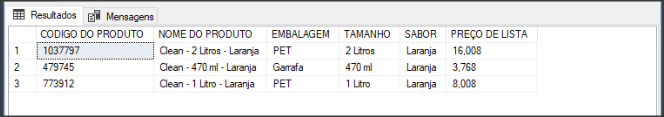 Resultados Mensagens
CODIGO DO PRODUTO NOME DO PRODUTO EMBALAGEM TAMANHO SABOR PREÇO DE LISTA
1 1037797 Clean - 2 Litros - Laranja PET 2 Litros Laranja 16,008
2 479745 Clean - 470 ml - Laranja Garrafa 470 ml Laranja 3,768
3 773912 Clean - 1 Litro - Laranja PET 1 Litro Laranja 8,008